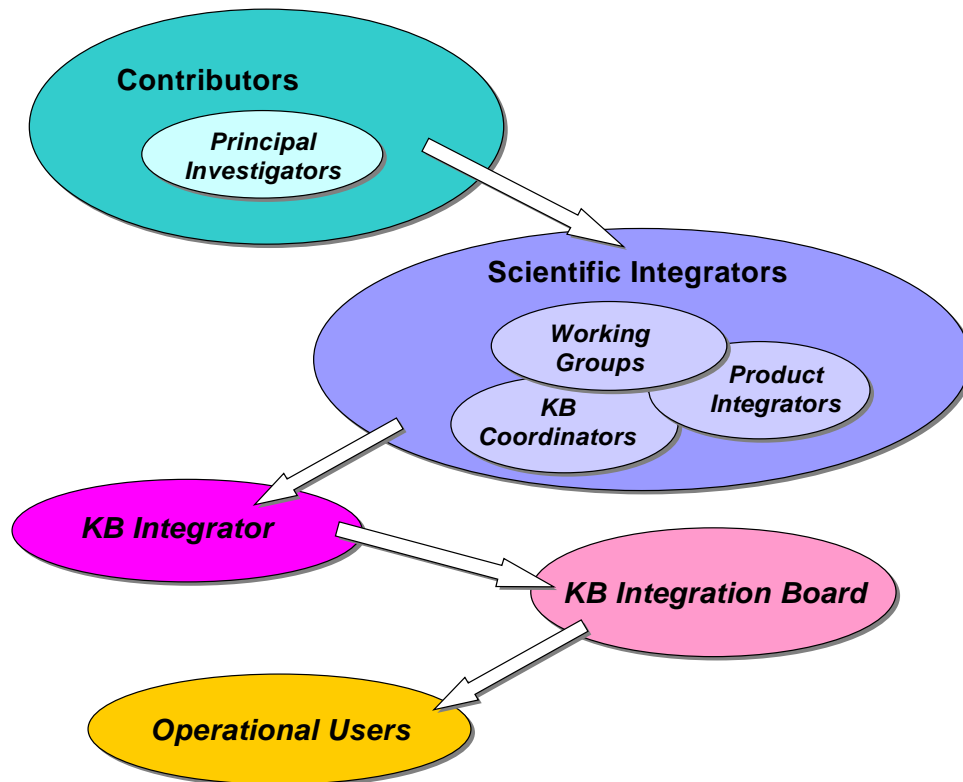 Contributors
Principal
Investigators
Scientific Integrators
Working
Groups
Product
Integrators
KB
Coordinators
KB Integrator
KB Integration Board
Operational Users